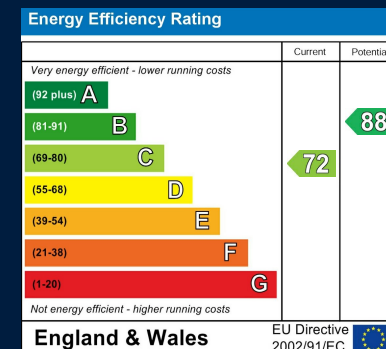 Energy Efficiency Rating
Current
Potentia
Very energy efficient - lower running costs
(92 plus) A
(81-91) B
88
(69-80) C
72
(55-68) D
(39-54) E
(21-38) F
(1-20) G
Not energy efficient - higher running costs
England & Wales
EU Directive
2002/91/EC